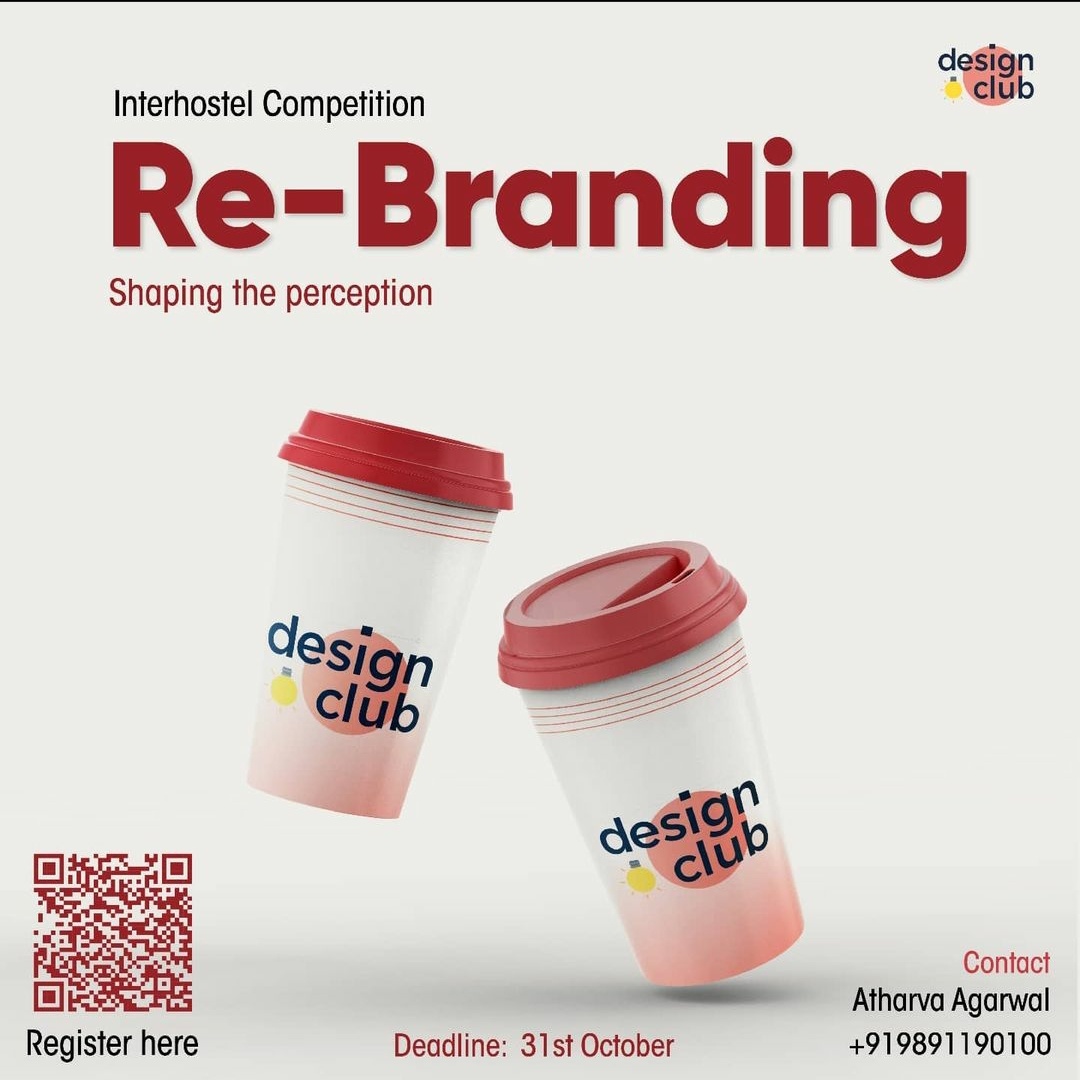 design
club
Interhostel Competition
Re-Branding
Shaping the perception
design
club
design
club
Register here
Deadline: 31st October
Contact
Atharva Agarwal
+919891190100